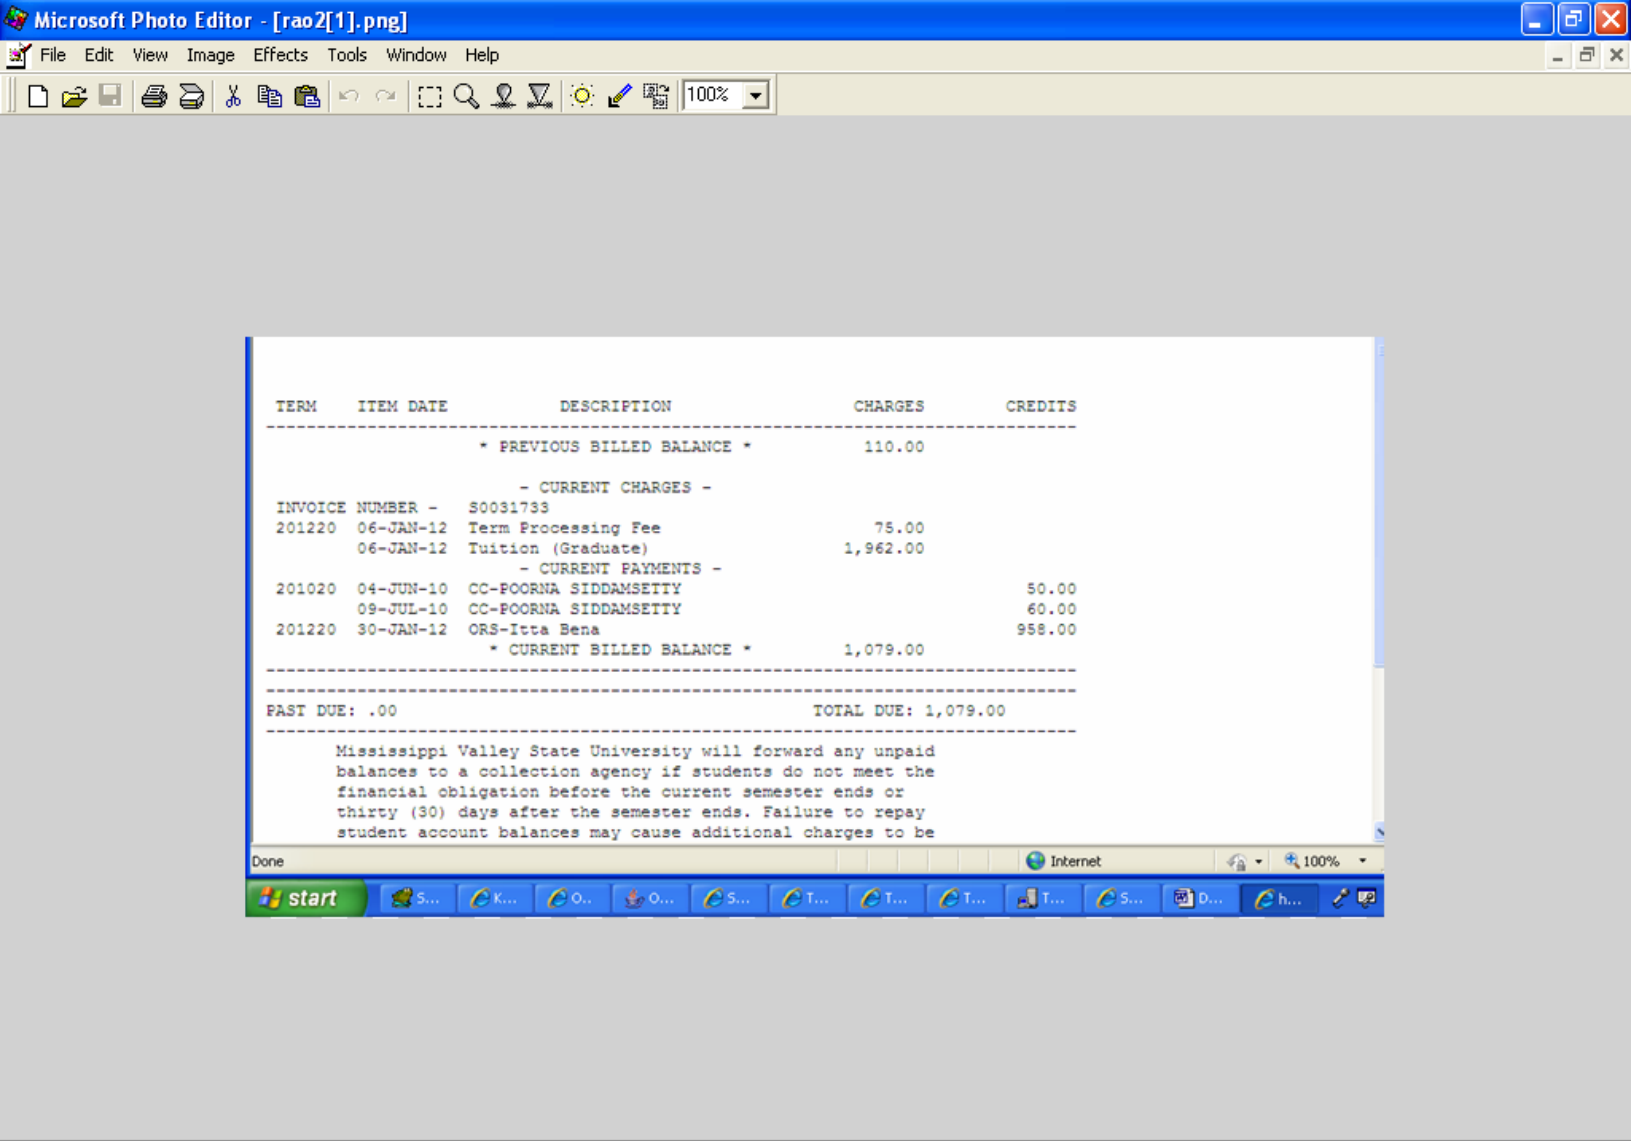 Microsoft Photo Editor - [rao2[1].png]
File Edit View Image Effects Tools Window Help
100%
TERM ITEM DATE DESCRIPTION CHARGES CREDITS
--------------------------------------------------------------------------------
* PREVIOUS BILLED BALANCE * 110.00
- CURRENT CHARGES -
INVOICE NUMBER - S0031733
201220 06-JAN-12 Term Processing Fee 75.00
06-JAN-12 Tuition (Graduate) 1,962.00
- CURRENT PAYMENTS -
201020 04-JUN-10 CC-POORNA SIDDAMSETTY 50.00
09-JUL-10 CC-POORNA SIDDAMSETTY 60.00
201220 30-JAN-12 ORS-Itta Bena 958.00
* CURRENT BILLED BALANCE * 1,079.00
--------------------------------------------------------------------------------
--------------------------------------------------------------------------------
PAST DUE: .00 TOTAL DUE: 1,079.00
--------------------------------------------------------------------------------
Mississippi Valley State University will forward any unpaid
balances to a collection agency if students do not meet the
financial obligation before the current semester ends or
thirty (30) days after the semester ends. Failure to repay
student account balances may cause additional charges to be
Done Internet 100%
start S... K... O.. O... S... T... T... T... T... S... D... h...